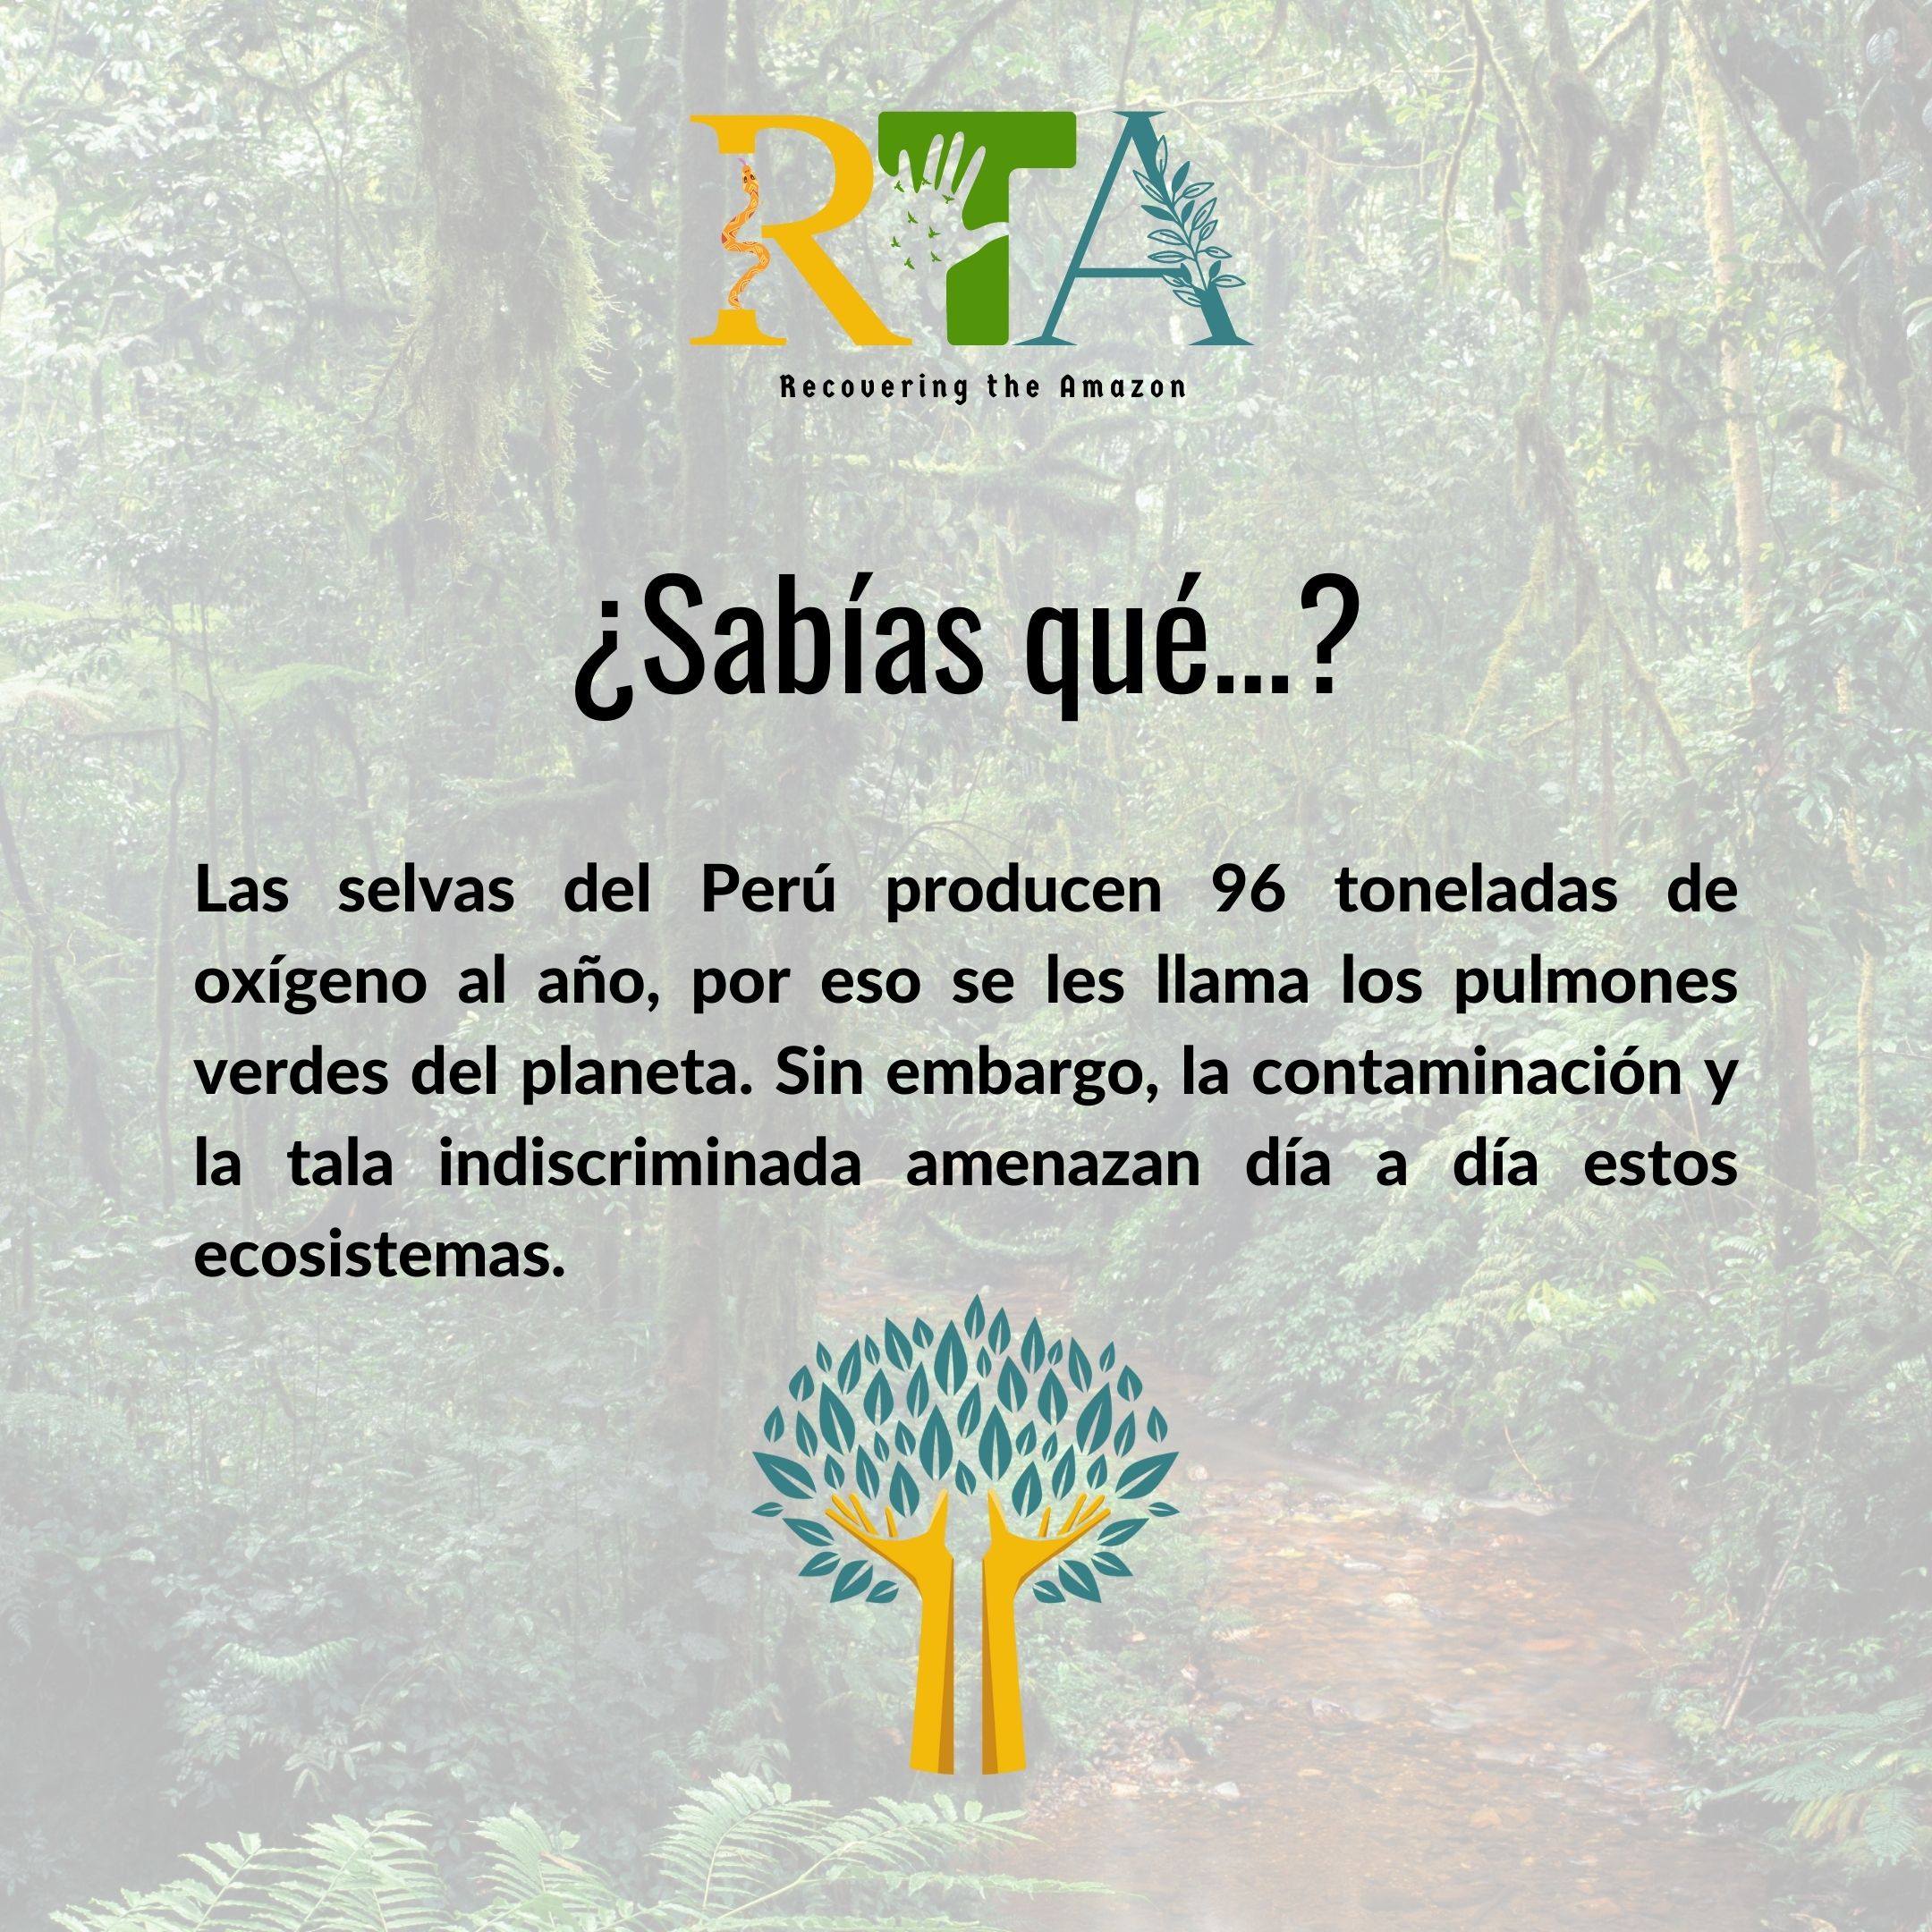 RTA
Recovering the Amazon
¿Sabías qué...?
Las selvas del Perú producen 96 toneladas de
oxígeno al año, por eso se les llama los pulmones
verdes del planeta. Sin embargo, la contaminación y
la tala indiscriminada amenazan día a día estos
ecosistemas.